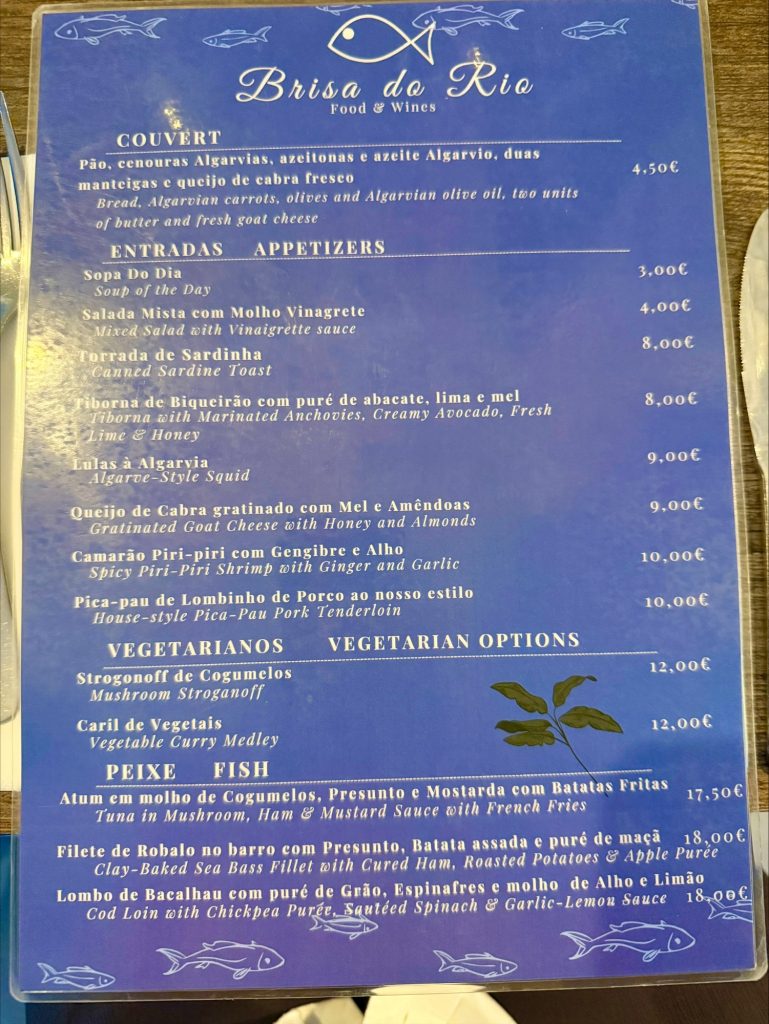 Brisa do Rio
Food & Wines
COUVERT
Pão, cenouras Algarvias, azeitonas e azeite Algarvio, duas
manteigas e queijo de cabra fresco 4,50€
Bread, Algarvian carrots, olives and Algarvian olive oil, two units
of butter and fresh goat cheese
ENTRADAS APPETIZERS
Sopa Do Dia 3,00€
Soup of the Day
Salada Mista com Molho Vinagrete 4,00€
Mixed Salad with Vinaigrette sauce
Torrada de Sardinha 8,00€
Canned Sardine Toast
Tiborna de Biqueirão com puré de abacate, lima e mel 8,00€
Tiborna with Marinated Anchovies, Creamy Avocado, Fresh
Lime & Honey
Lulas à Algarvia 9,00€
Algarve-Style Squid
Queijo de Cabra gratinado com Mel e Amêndoas 9,00€
Gratinated Goat Cheese with Honey and Almonds
Camarão Piri-piri com Gengibre e Alho 10,00€
Spicy Piri-Piri Shrimp with Ginger and Garlic
Pica-pau de Lombinho de Porco ao nosso estilo 10,00€
House-style Pica-Pau Pork Tenderloin
VEGETARIANOS VEGETARIAN OPTIONS
Strogonoff de Cogumelos 12,00€
Mushroom Stroganoff
Caril de Vegetais 12,00€
Vegetable Curry Medley
PEIXE FISH
Atum em molho de Cogumelos, Presunto e Mostarda com Batatas Fritas 17,50€
Tuna in Mushroom, Ham & Mustard Sauce with French Fries
Filete de Robalo no barro com Presunto, Batata assada e puré de maçã 18,00€
Clay-Baked Sea Bass Fillet with Cured Ham, Roasted Potatoes & Apple Purée
Lombo de Bacalhau com puré de Grão, Espinafres e molho de Alho e Limão 18,00€
Cod Loin with Chickpea Purée, Sautéed Spinach & Garlic-Lemon Sauce